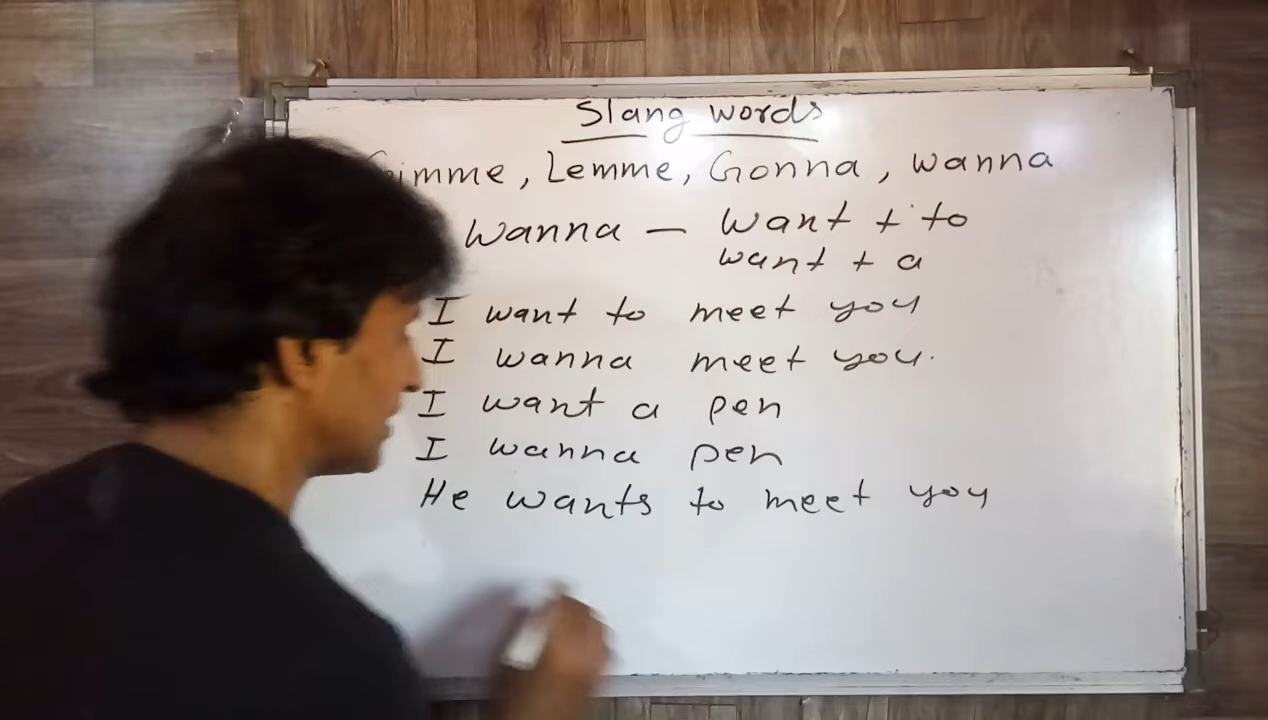 Slang words
Gimme, Lemme, Gonna, wanna
Wanna — Want + to
want + a
I want to meet you
I wanna meet you.
I want a pen
I wanna pen
He wants to meet you